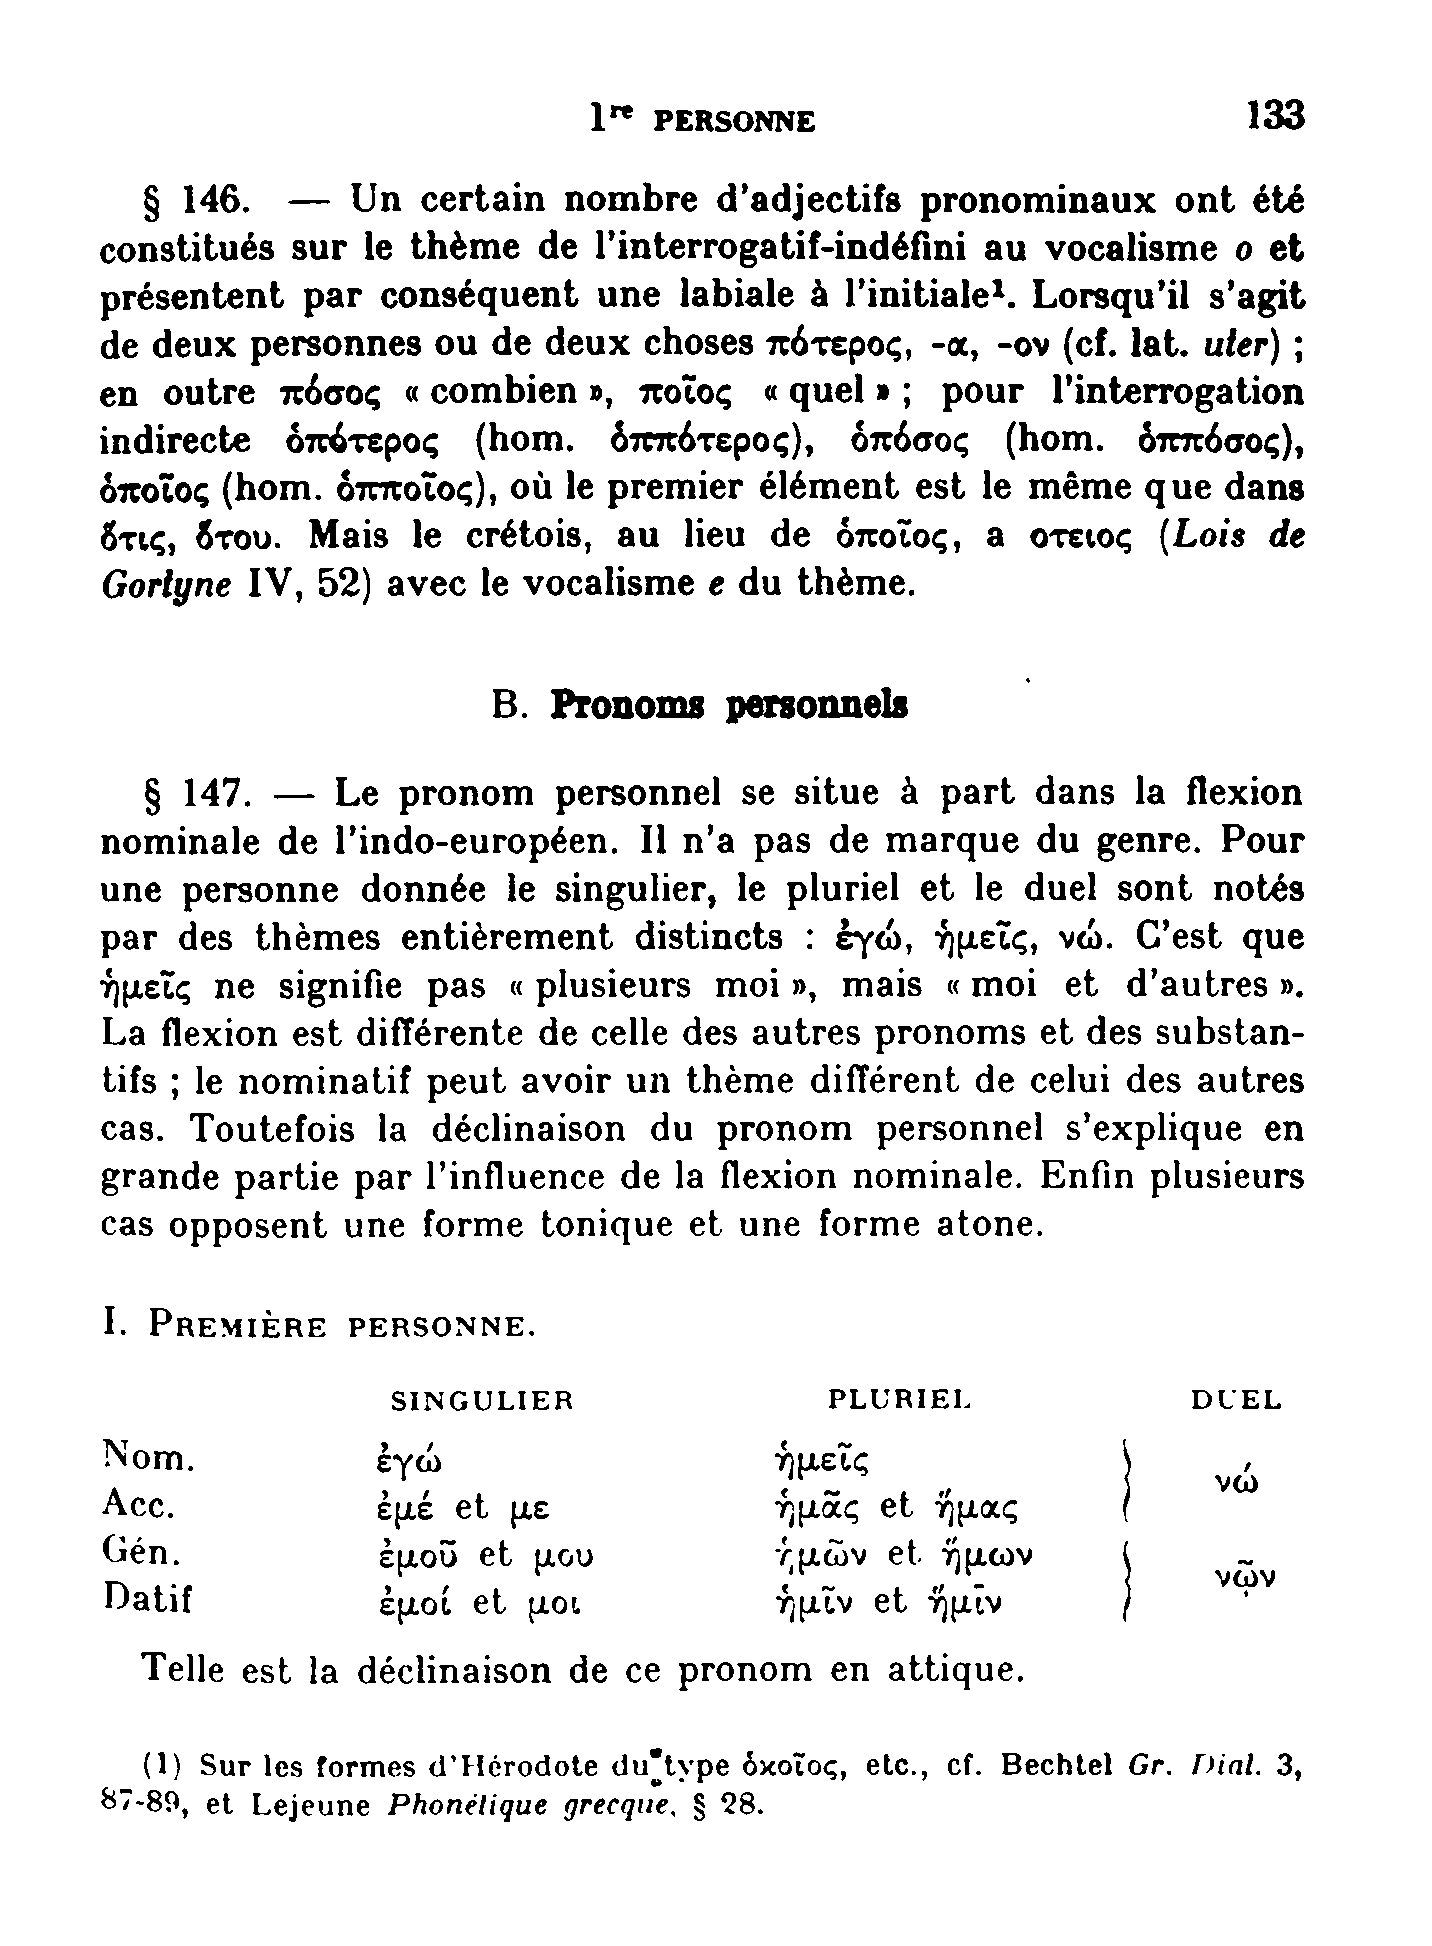 1re PERSONNE 133
§ 146. — Un certain nombre d'adjectifs pronominaux ont été
constitués sur le thème de l'interrogatif-indéfini au vocalisme o et
présentent par conséquent une labiale à l'initiale¹. Lorsqu'il s'agit
de deux personnes ou de deux choses πότερος, -α, -ον (cf. lat. uter) ;
en outre πόσος « combien », ποῖος « quel » ; pour l'interrogation
indirecte ὁπότερος (hom. ὁππότερος), ὁπόσος (hom. ὁππόσος),
ὁποῖος (hom. ὁπποῖος), où le premier élément est le même que dans
ὅτις, ὅτου. Mais le crétois, au lieu de ὁποῖος, a οτειος (Lois de
Gortyne IV, 52) avec le vocalisme e du thème.
B. Pronoms personnels
§ 147. — Le pronom personnel se situe à part dans la flexion
nominale de l'indo-européen. Il n'a pas de marque du genre. Pour
une personne donnée le singulier, le pluriel et le duel sont notés
par des thèmes entièrement distincts : ἐγώ, ἡμεῖς, νώ. C'est que
ἡμεῖς ne signifie pas « plusieurs moi », mais « moi et d'autres ».
La flexion est différente de celle des autres pronoms et des substan-
tifs ; le nominatif peut avoir un thème différent de celui des autres
cas. Toutefois la déclinaison du pronom personnel s'explique en
grande partie par l'influence de la flexion nominale. Enfin plusieurs
cas opposent une forme tonique et une forme atone.
I. PREMIÈRE PERSONNE.
SINGULIER PLURIEL DUEL
Nom. ἐγώ ἡμεῖς
νώ
Acc. ἐμέ et με ἡμᾶς et ἥμας
Gén. ἐμοῦ et μου ἡμῶν et ἥμων
νῷν
Datif ἐμοί et μοι ἡμῖν et ἥμῑν
Telle est la déclinaison de ce pronom en attique.
(1) Sur les formes d'Hérodote du type ὁκοῖος, etc., cf. Bechtel Gr. Dial. 3,
87-89, et Lejeune Phonétique grecque, § 28.